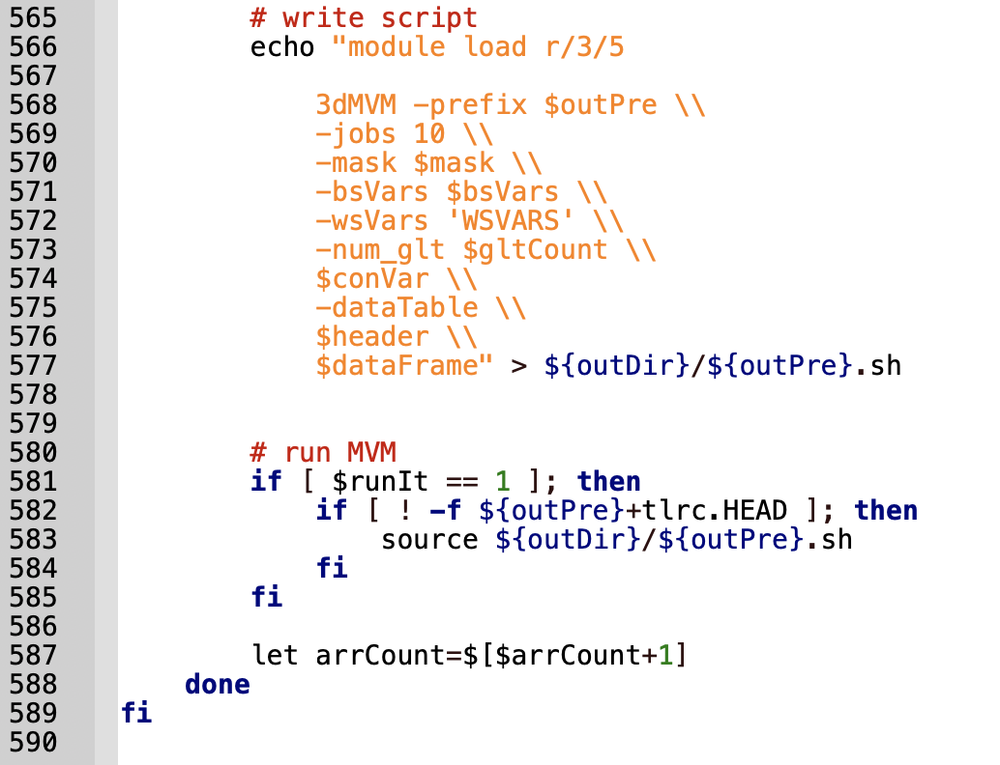 565 # write script
566 echo "module load r/3/5
567
568 3dMVM -prefix $outPre \\
569 -jobs 10 \\
570 -mask $mask \\
571 -bsVars $bsVars \\
572 -wsVars 'WSVARS' \\
573 -num_glt $gltCount \\
574 $conVar \\
575 -dataTable \\
576 $header \\
577 $dataFrame" > ${outDir}/${outPre}.sh
578
579
580 # run MVM
581 if [ $runIt == 1 ]; then
582 if [ ! -f ${outPre}+tlrc.HEAD ]; then
583 source ${outDir}/${outPre}.sh
584 fi
585 fi
586
587 let arrCount=$[$arrCount+1]
588 done
589 fi
590